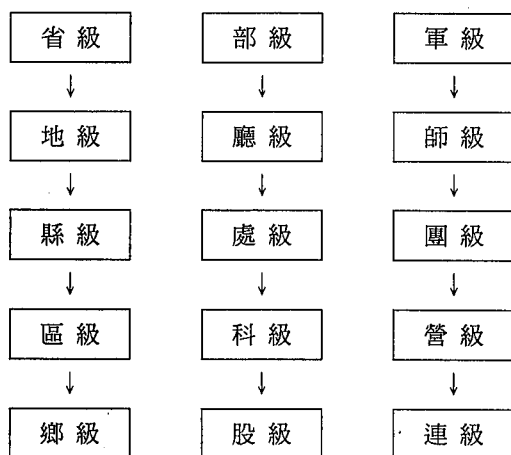 省級 部級 軍級
地級 廳級 師級
縣級 處級 團級
區級 科級 營級
鄉級 股級 連級